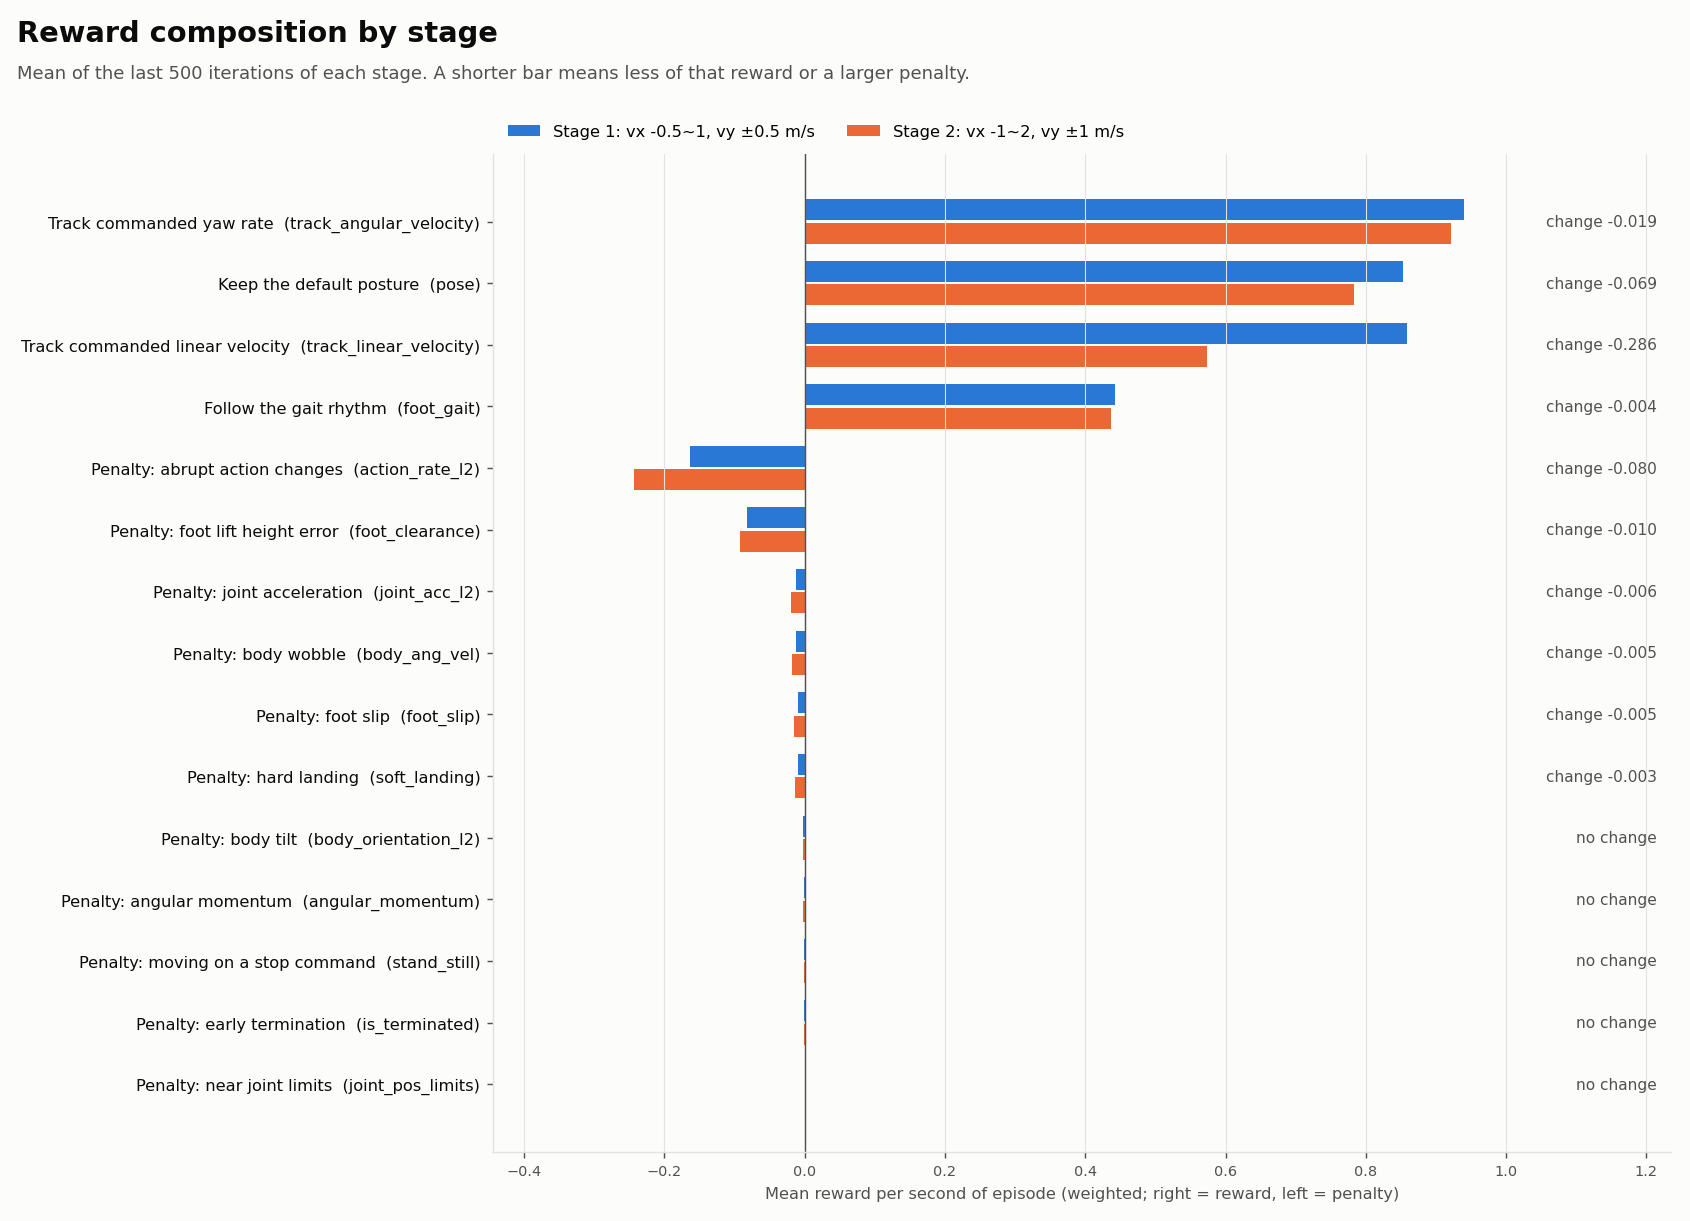 Reward composition by stage
Mean of the last 500 iterations of each stage. A shorter bar means less of that reward or a larger penalty.
Stage 1: vx -0.5~1, vy ±0.5 m/s
Stage 2: vx -1~2, vy ±1 m/s
Track commanded yaw rate (track_angular_velocity)
change -0.019
Keep the default posture (pose)
change -0.069
Track commanded linear velocity (track_linear_velocity)
change -0.286
Follow the gait rhythm (foot_gait)
change -0.004
Penalty: abrupt action changes (action_rate_l2)
change -0.080
Penalty: foot lift height error (foot_clearance)
change -0.010
Penalty: joint acceleration (joint_acc_l2)
change -0.006
Penalty: body wobble (body_ang_vel)
change -0.005
Penalty: foot slip (foot_slip)
change -0.005
Penalty: hard landing (soft_landing)
change -0.003
Penalty: body tilt (body_orientation_l2)
no change
Penalty: angular momentum (angular_momentum)
no change
Penalty: moving on a stop command (stand_still)
no change
Penalty: early termination (is_terminated)
no change
Penalty: near joint limits (joint_pos_limits)
no change
−0.4 −0.2 0.0 0.2 0.4 0.6 0.8 1.0 1.2
Mean reward per second of episode (weighted; right = reward, left = penalty)